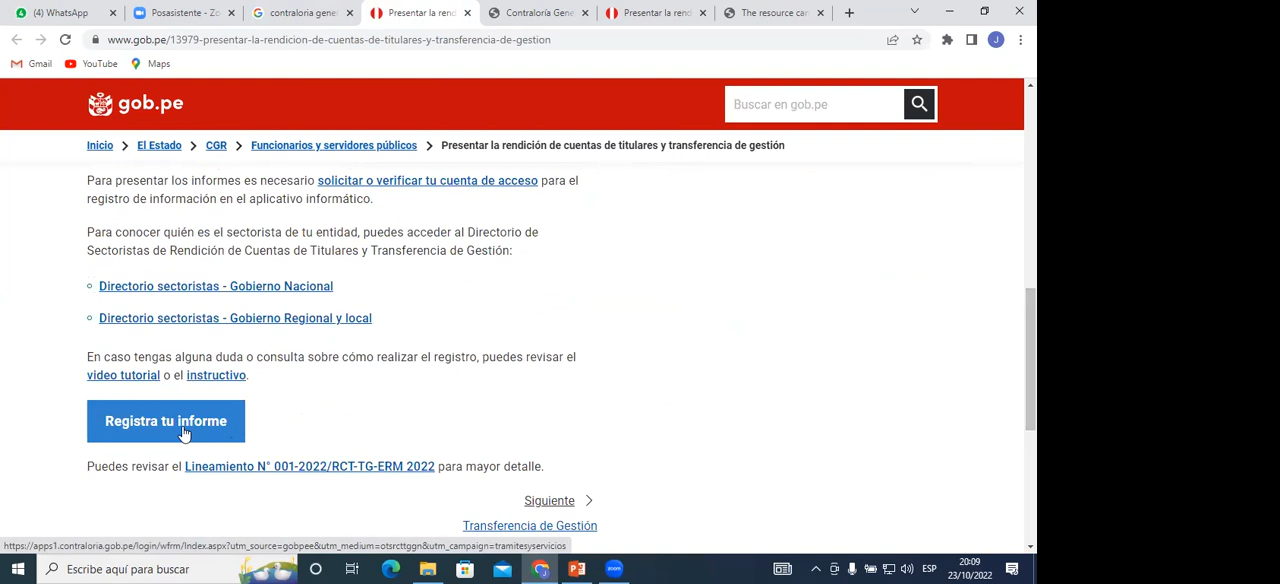 (4) WhatsApp
Posasistente - Zo
contraloria gene
Presentar la rend
Contraloría Gene
Presentar la rend
The resource can
www.gob.pe/13979-presentar-la-rendicion-de-cuentas-de-titulares-y-transferencia-de-gestion
J
Gmail
YouTube
Maps
gob.pe
Buscar en gob.pe
Inicio
El Estado
CGR
Funcionarios y servidores públicos
Presentar la rendición de cuentas de titulares y transferencia de gestión
Para presentar los informes es necesario solicitar o verificar tu cuenta de acceso para el
registro de información en el aplicativo informático.
Para conocer quién es el sectorista de tu entidad, puedes acceder al Directorio de
Sectoristas de Rendición de Cuentas de Titulares y Transferencia de Gestión:
Directorio sectoristas - Gobierno Nacional
Directorio sectoristas - Gobierno Regional y local
En caso tengas alguna duda o consulta sobre cómo realizar el registro, puedes revisar el
video tutorial o el instructivo.
Registra tu informe
Puedes revisar el Lineamiento N° 001-2022/RCT-TG-ERM 2022 para mayor detalle.
Siguiente
Transferencia de Gestión
https://apps1.contraloria.gob.pe/login/wfrm/Index.aspx?utm_source=gobpee&utm_medium=otsrcttggn&utm_campaign=tramitesyservicios
Escribe aquí para buscar
ESP
20:09
23/10/2022